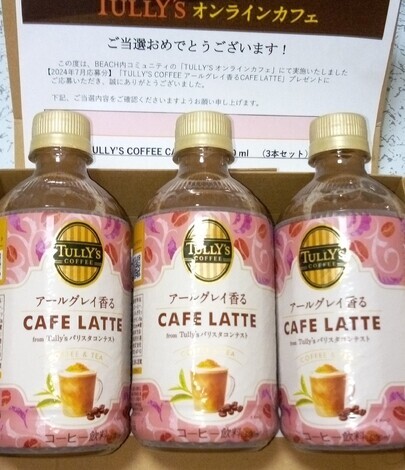 TULLY'S オンラインカフェ
ご当選おめでとうございます！
この度は、BEACH内コミュニティの「TULLY'S オンラインカフェ」にて実施いたしました
【2024年7月応募分】「TULLY'S COFFEE アールグレイ香るCAFE LATTE」プレゼントに
ご応募いただき、誠にありがとうございました。
下記、ご当選内容をご確認くださいますようお願い申し上げます。
TULLY'S COFFEE CA
ml （3本セット）
TULLY'S
COFFEE
アールグレイ香る
CAFE LATTE
from Tully'sバリスタコンテスト
COFFEE & TEA
コーヒー飲料
TULLY'S
COFFEE
アールグレイ香る
CAFE LATTE
from Tully'sバリスタコンテスト
COFFEE & TEA
コーヒー飲料
TULLY'S
COFFEE
アールグレイ香る
CAFE LATTE
from Tully'sバリスタコンテスト
COFFEE & TEA
コーヒー飲料